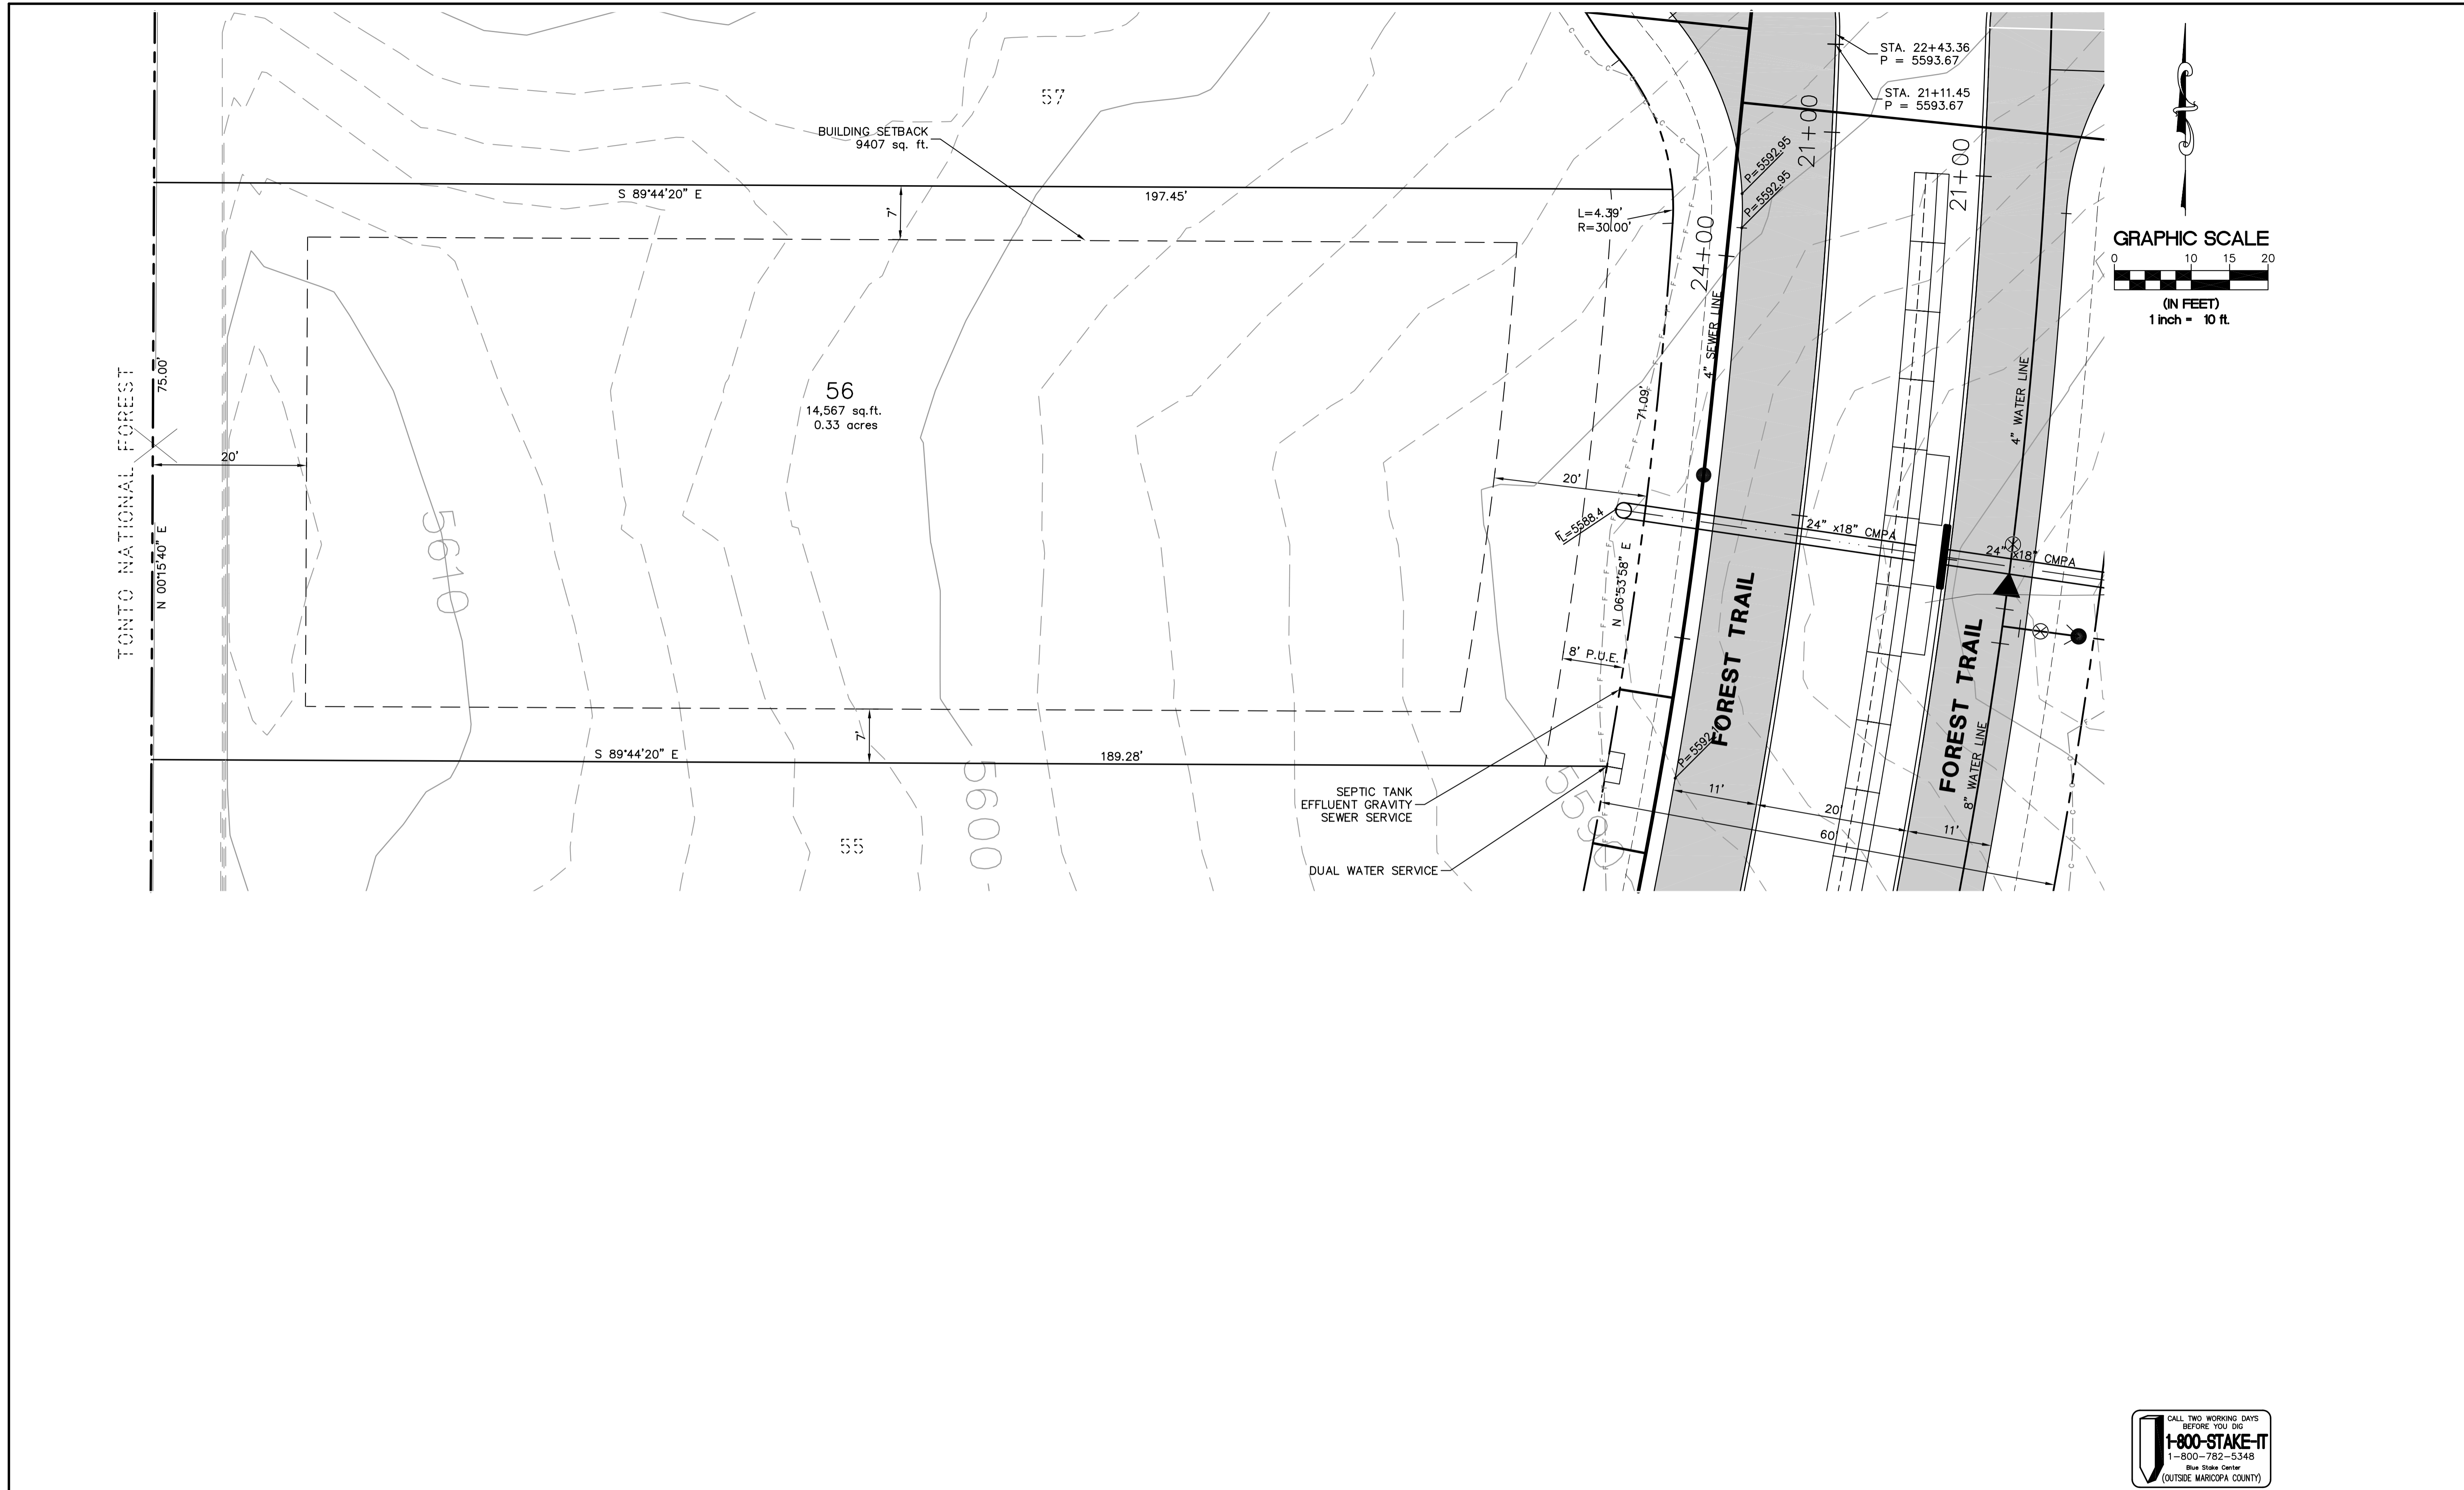 STA. 22+43.36
P = 5593.67
STA. 21+11.45
P = 5593.67
57
21+00
BUILDING SETBACK
9407 sq. ft.
P=5592.95
21+00
S 89°44'20" E
197.45'
7'
P=5592.95
L=4.39'
R=30.00'
24+00
GRAPHIC SCALE
0 10 15 20
(IN FEET)
1 inch = 10 ft.
4" SEWER LINE
75.00'
56
14,567 sq.ft.
0.33 acres
71.09'
4" WATER LINE
TONTO NATIONAL FOREST
20'
20'
5610
N 00°15'40" E
FL=5588.4
24" x18" CMPA
24" x18" CMPA
N 06°53'58" E
8' P.U.E.
FOREST TRAIL
FOREST TRAIL
7'
S 89°44'20" E
189.28'
8" WATER LINE
5600
5590
SEPTIC TANK
EFFLUENT GRAVITY
SEWER SERVICE
11'
20'
60'
11'
55
DUAL WATER SERVICE
CALL TWO WORKING DAYS
BEFORE YOU DIG
1-800-STAKE-IT
1-800-782-5348
Blue Stake Center
(OUTSIDE MARICOPA COUNTY)